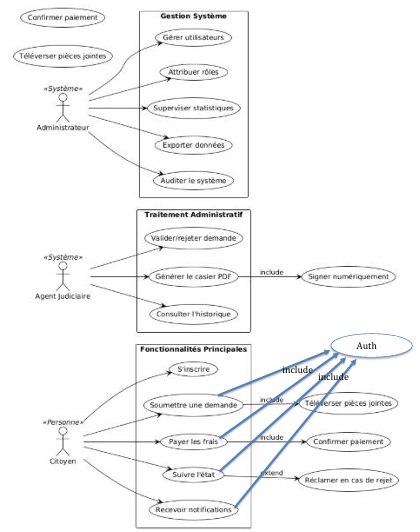 Confirmer paiement
Téléverser pièces jointes
Gestion Système
Gérer utilisateurs
Attribuer rôles
Superviser statistiques
Exporter données
Auditer le système
«Système»
Administrateur
Traitement Administratif
Valider/rejeter demande
Générer le casier PDF
include
Signer numériquement
Consulter l'historique
«Système»
Agent Judiciaire
Auth
Fonctionnalités Principales
S'inscrire
include
include
Soumettre une demande
include
Téléverser pièces jointes
Payer les frais
include
Confirmer paiement
Suivre l'état
extend
Réclamer en cas de rejet
Recevoir notifications
«Personne»
Citoyen